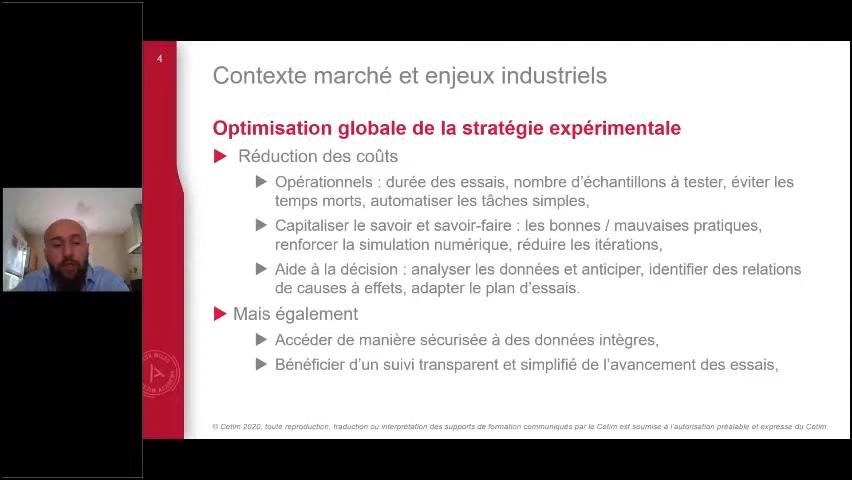 4
Contexte marché et enjeux industriels
Optimisation globale de la stratégie expérimentale
Réduction des coûts
Opérationnels : durée des essais, nombre d'échantillons à tester, éviter les
temps morts, automatiser les tâches simples,
Capitaliser le savoir et savoir-faire : les bonnes / mauvaises pratiques,
renforcer la simulation numérique, réduire les itérations,
Aide à la décision : analyser les données et anticiper, identifier des relations
de causes à effets, adapter le plan d'essais.
Mais également
Accéder de manière sécurisée à des données intègres,
Bénéficier d'un suivi transparent et simplifié de l'avancement des essais,
© Cetim 2020, toute reproduction, traduction ou interprétation des supports de formation communiqués par le Cetim est soumise à l'autorisation préalable et expresse du Cetim.